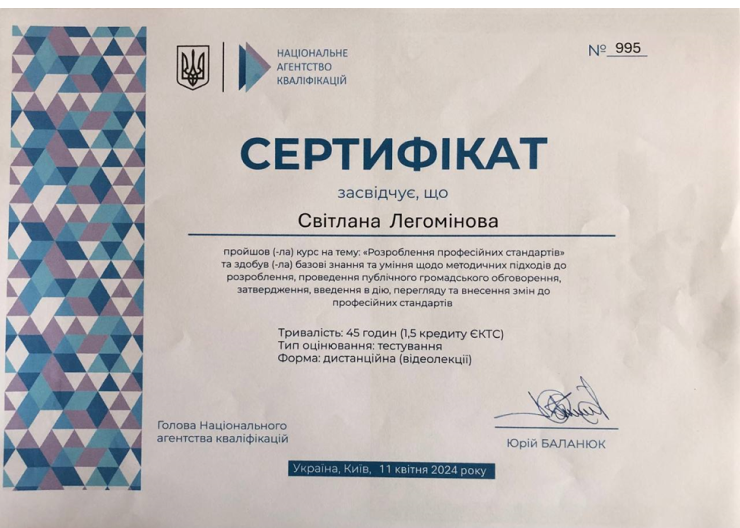 НАЦІОНАЛЬНЕ
АГЕНТСТВО
КВАЛІФІКАЦІЙ
№ 995
СЕРТИФІКАТ
засвідчує, що
Світлана Легомінова
пройшов (-ла) курс на тему: «Розроблення професійних стандартів»
та здобув (-ла) базові знання та уміння щодо методичних підходів до
розроблення, проведення публічного громадського обговорення,
затвердження, введення в дію, перегляду та внесення змін до
професійних стандартів
Тривалість: 45 годин (1,5 кредиту ЄКТС)
Тип оцінювання: тестування
Форма: дистанційна (відеолекції)
Голова Національного
агентства кваліфікацій
Юрій БАЛАНЮК
Україна, Київ, 11 квітня 2024 року